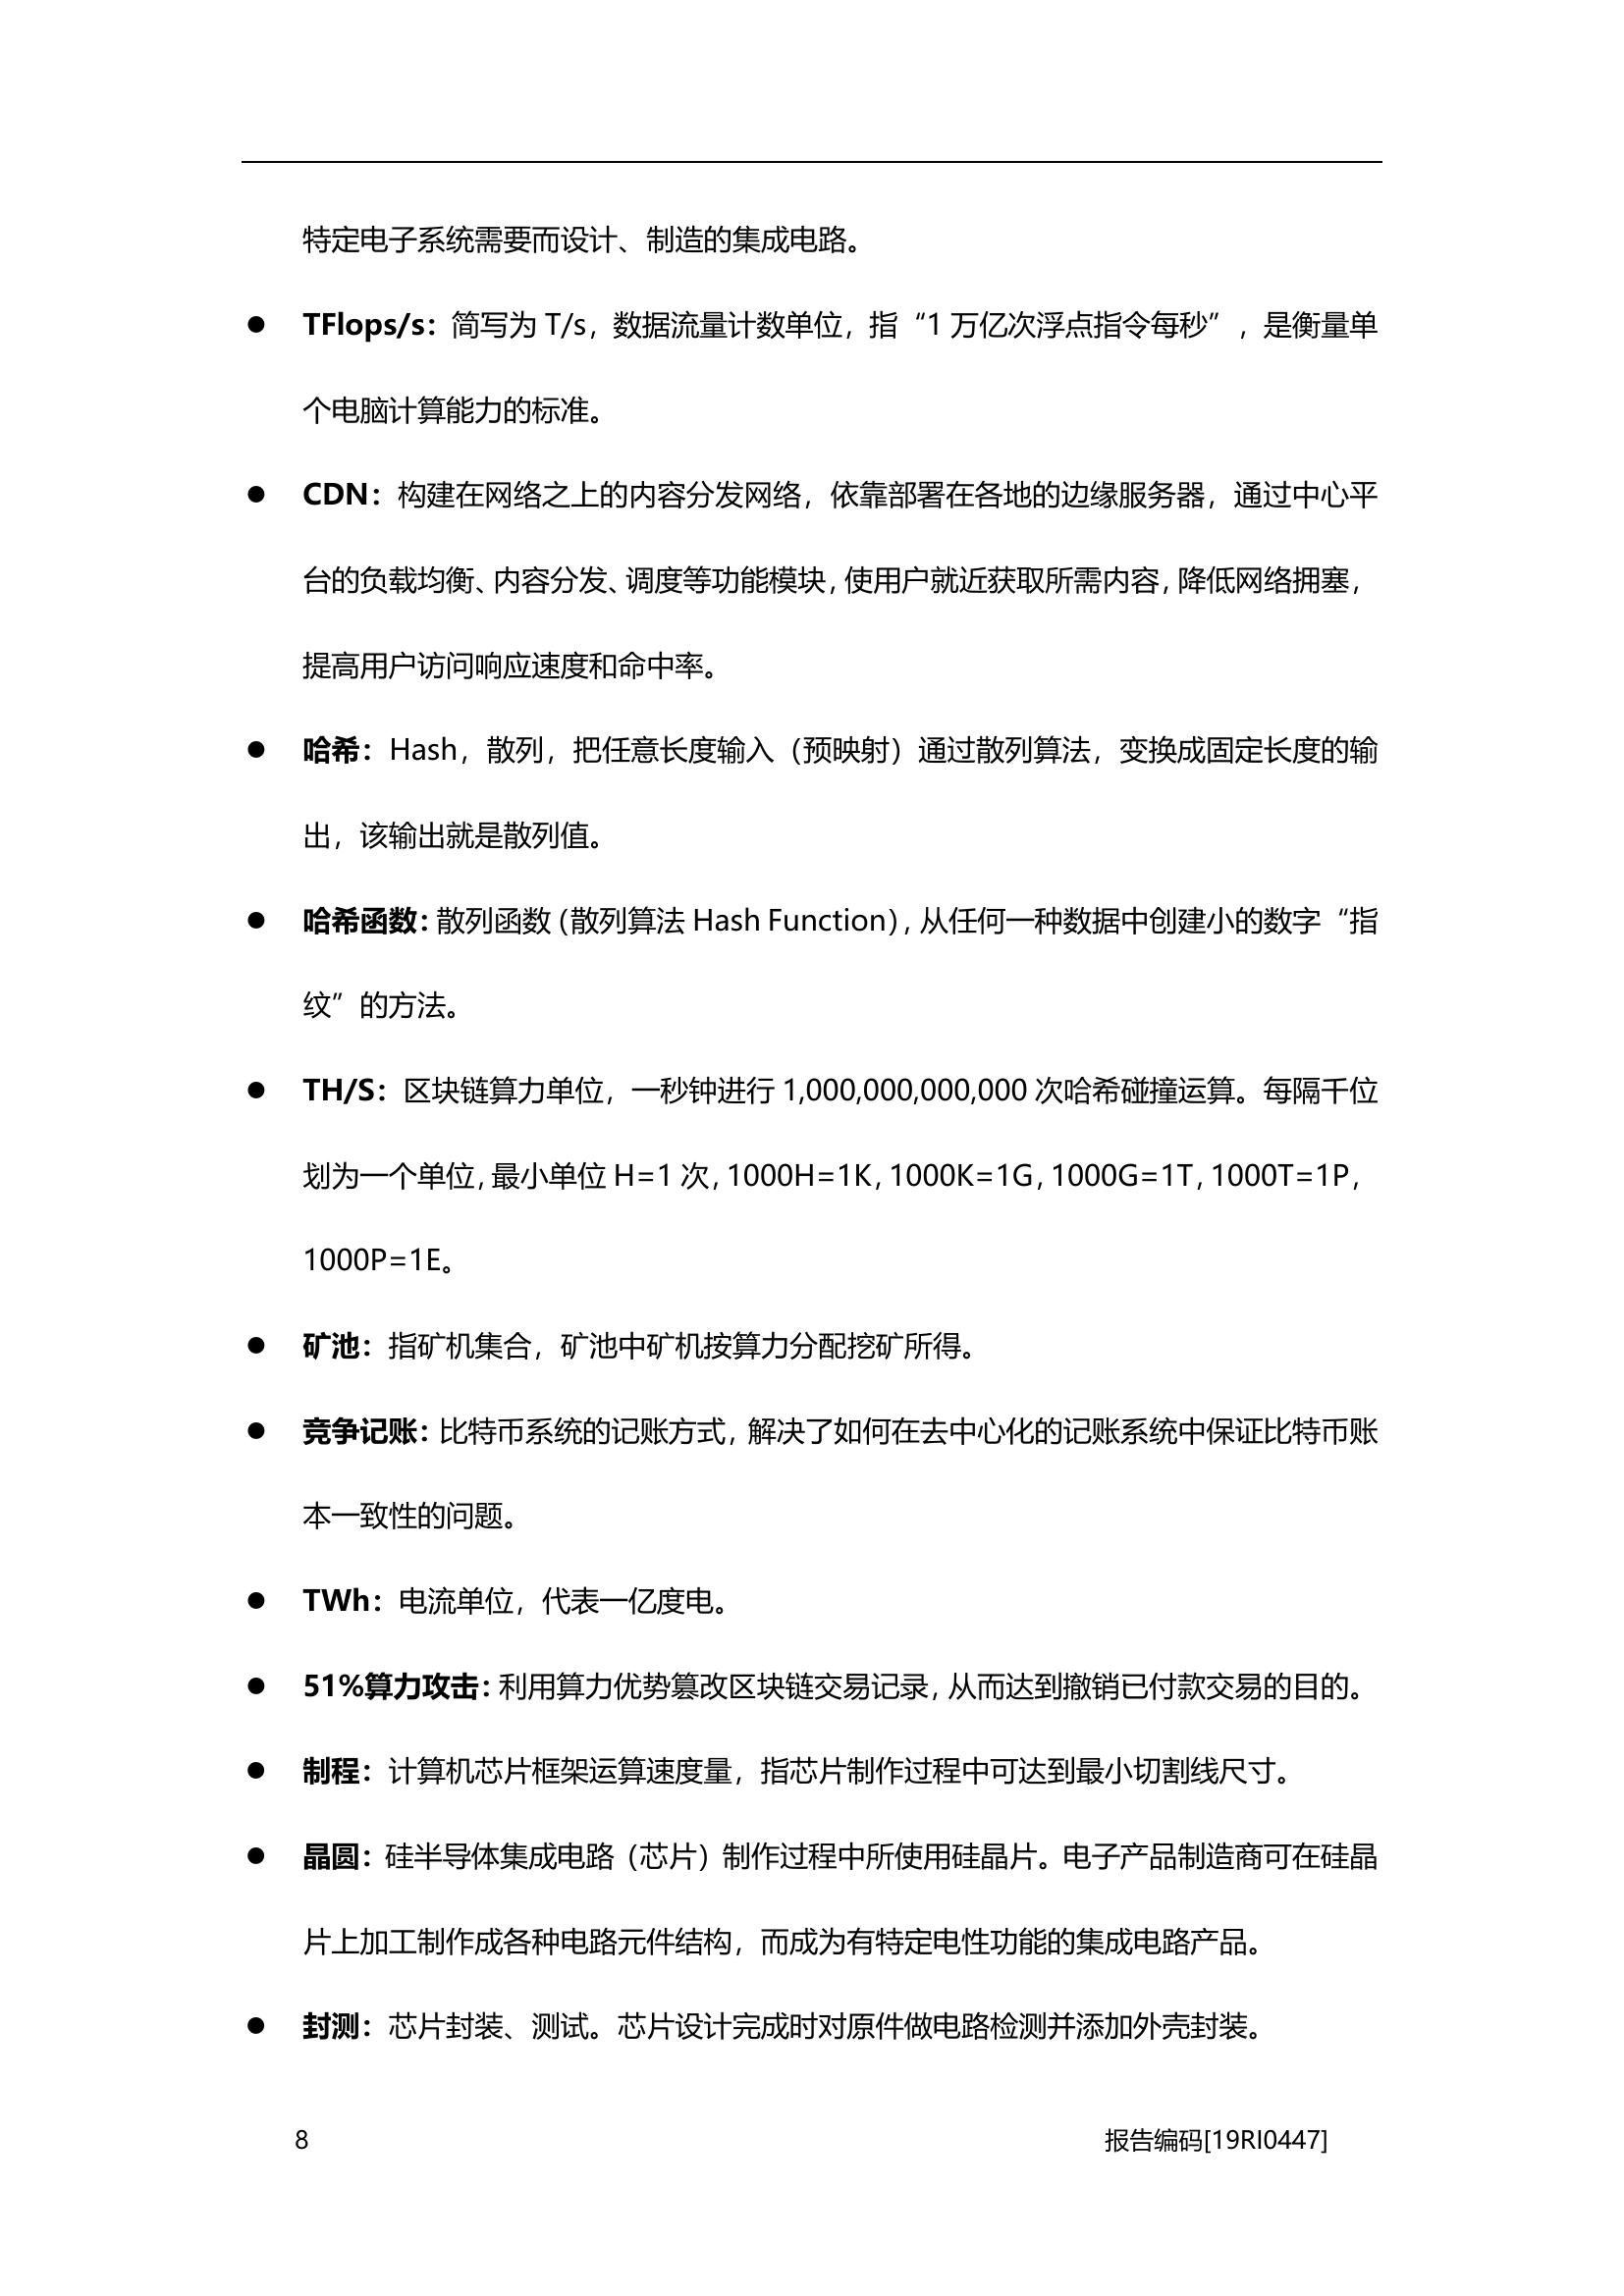 特定电子系统需要而设计、制造的集成电路。
● TFlops/s：简写为 T/s，数据流量计数单位，指“1 万亿次浮点指令每秒”，是衡量单
个电脑计算能力的标准。
● CDN：构建在网络之上的内容分发网络，依靠部署在各地的边缘服务器，通过中心平
台的负载均衡、内容分发、调度等功能模块，使用户就近获取所需内容，降低网络拥塞，
提高用户访问响应速度和命中率。
● 哈希：Hash，散列，把任意长度输入（预映射）通过散列算法，变换成固定长度的输
出，该输出就是散列值。
● 哈希函数：散列函数（散列算法 Hash Function），从任何一种数据中创建小的数字“指
纹”的方法。
● TH/S：区块链算力单位，一秒钟进行 1,000,000,000,000 次哈希碰撞运算。每隔千位
划为一个单位，最小单位 H=1 次，1000H=1K，1000K=1G，1000G=1T，1000T=1P，
1000P=1E。
● 矿池：指矿机集合，矿池中矿机按算力分配挖矿所得。
● 竞争记账：比特币系统的记账方式，解决了如何在去中心化的记账系统中保证比特币账
本一致性的问题。
● TWh：电流单位，代表一亿度电。
● 51%算力攻击：利用算力优势篡改区块链交易记录，从而达到撤销已付款交易的目的。
● 制程：计算机芯片框架运算速度量，指芯片制作过程中可达到最小切割线尺寸。
● 晶圆：硅半导体集成电路（芯片）制作过程中所使用硅晶片。电子产品制造商可在硅晶
片上加工制作成各种电路元件结构，而成为有特定电性功能的集成电路产品。
● 封测：芯片封装、测试。芯片设计完成时对原件做电路检测并添加外壳封装。
8 报告编码[19RI0447]